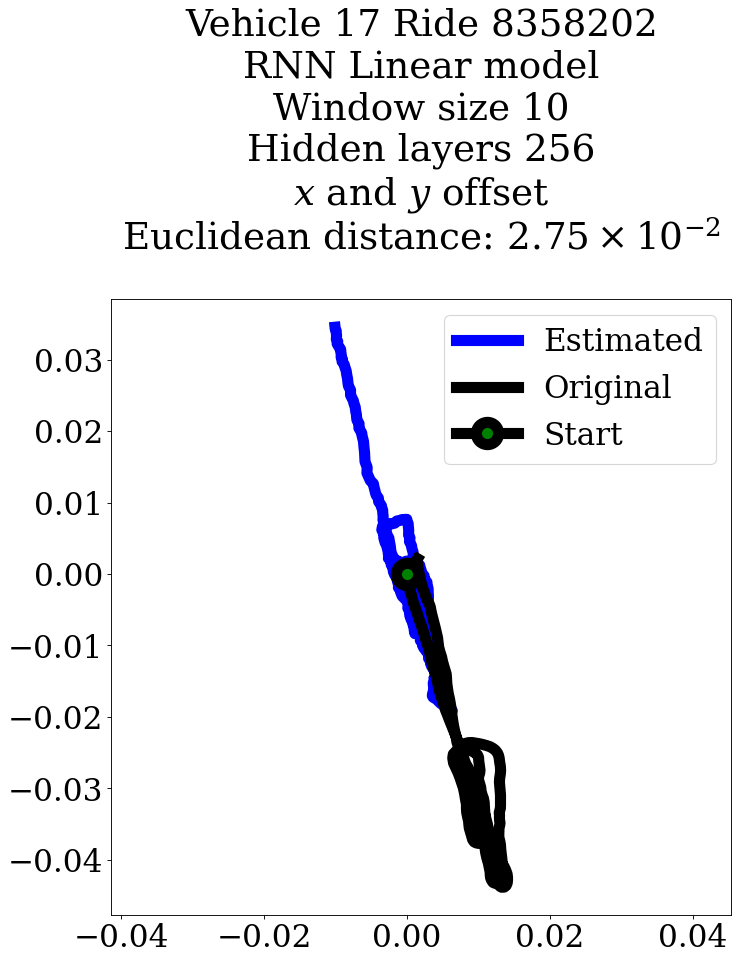 Vehicle 17 Ride 8358202
RNN Linear model
Window size 10
Hidden layers 256
x and y offset
Euclidean distance: 2.75 × 10⁻²
Estimated
Original
Start
0.03
0.02
0.01
0.00
−0.01
−0.02
−0.03
−0.04
−0.04 −0.02 0.00 0.02 0.04